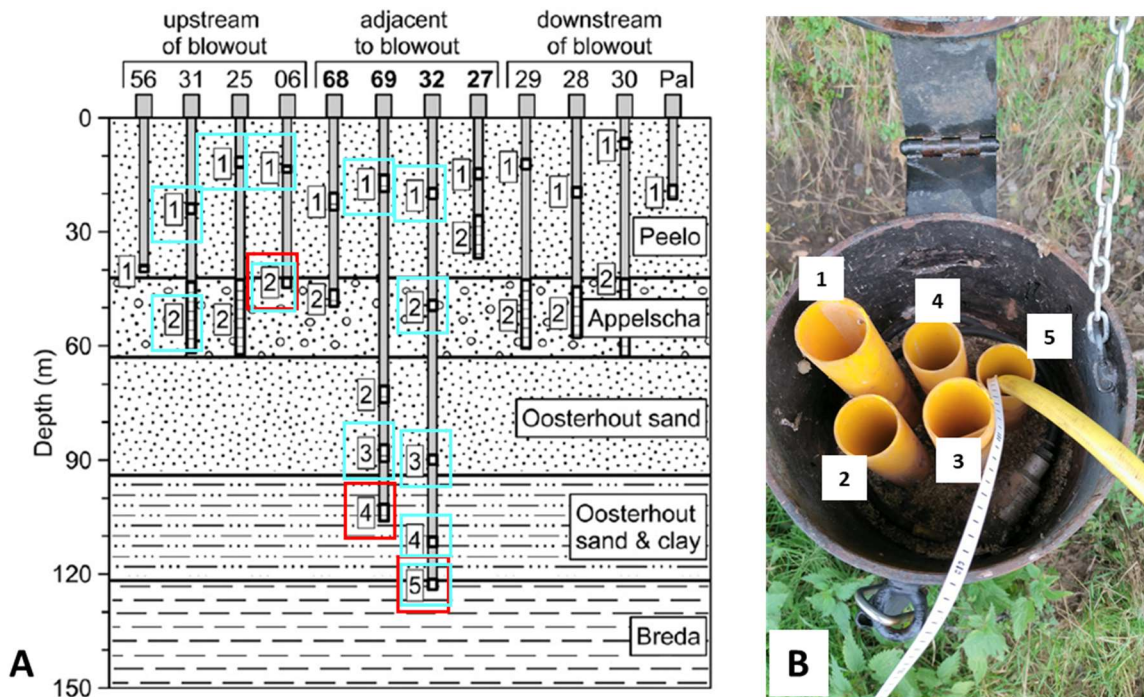 upstream of blowout
adjacent to blowout
downstream of blowout
56 31 25 06 68 69 32 27 29 28 30 Pa
0
30
60
90
120
150
Depth (m)
1
1
2
1
2
1
2
1
2
1
2
3
4
1
2
3
4
5
1
2
1
2
1
2
1
2
1
Peelo
Appelscha
Oosterhout sand
Oosterhout
sand & clay
Breda
A
1
4
5
2
3
B